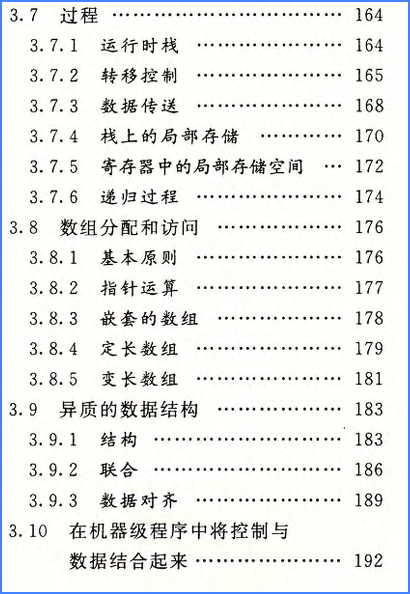 3.7 过程 ………………………… 164
3.7.1 运行时栈 ……………… 164
3.7.2 转移控制 ……………… 165
3.7.3 数据传送 ……………… 168
3.7.4 栈上的局部存储 ………… 170
3.7.5 寄存器中的局部存储空间 … 172
3.7.6 递归过程 ……………… 174
3.8 数组分配和访问 …………… 176
3.8.1 基本原则 ……………… 176
3.8.2 指针运算 ……………… 177
3.8.3 嵌套的数组 ……………… 178
3.8.4 定长数组 ……………… 179
3.8.5 变长数组 ……………… 181
3.9 异质的数据结构 …………… 183
3.9.1 结构 …………………… 183
3.9.2 联合 …………………… 186
3.9.3 数据对齐 ……………… 189
3.10 在机器级程序中将控制与
数据结合起来 ……………… 192